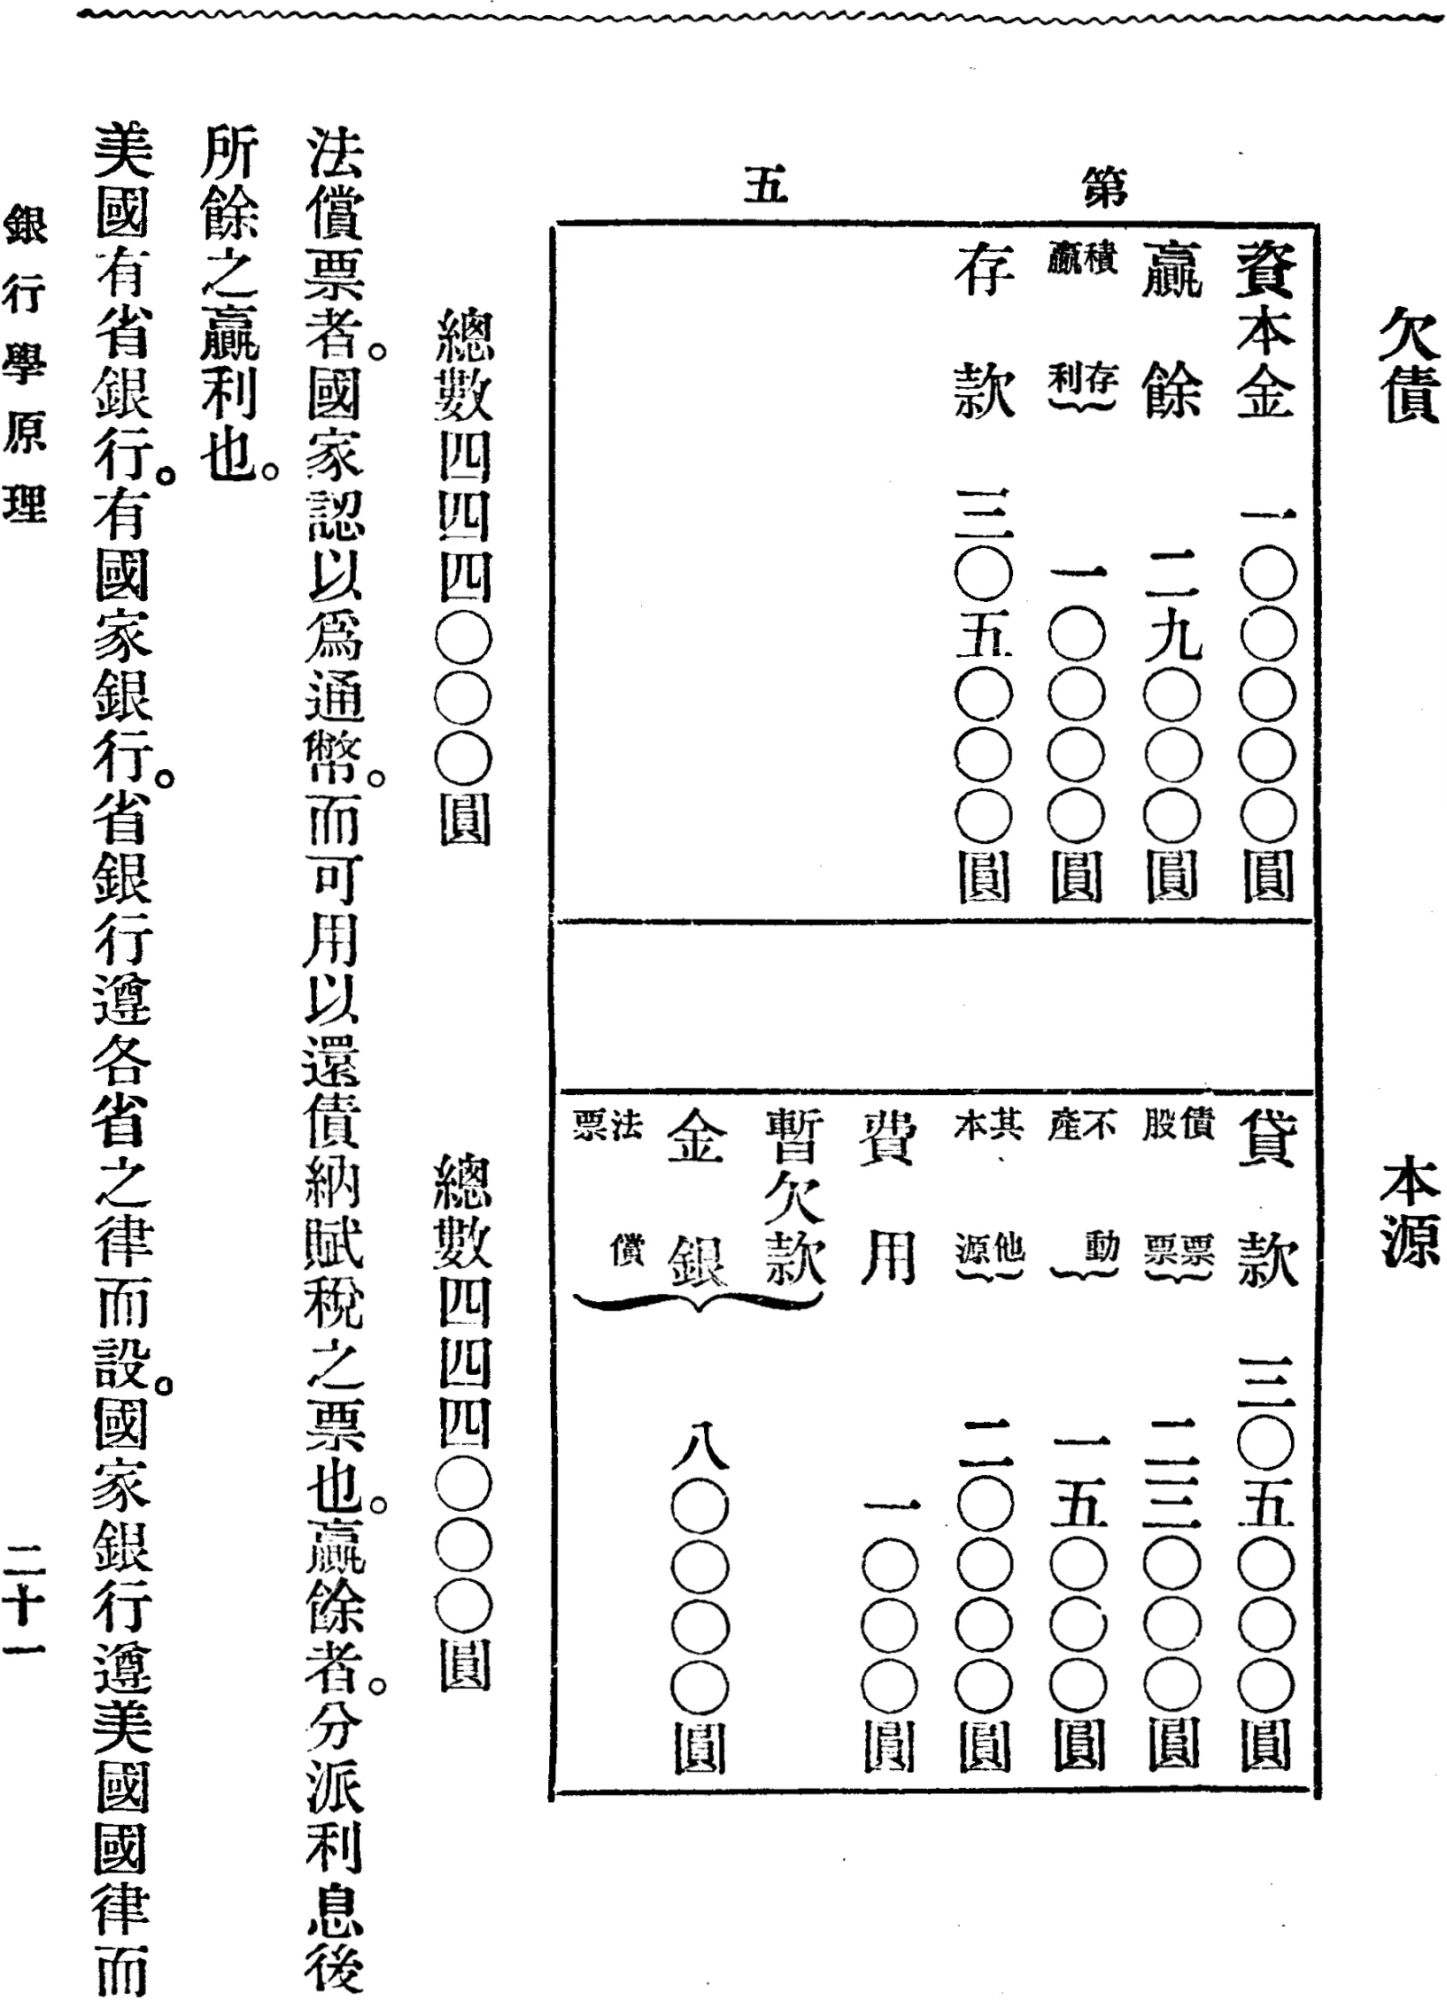 欠債
本源
第五
資本金 一〇〇〇〇〇圓
贏餘 二九〇〇〇圓
積存贏利 一〇〇〇〇圓
存款 三〇五〇〇〇圓
貸款 三〇五〇〇〇圓
債票股票 二三〇〇〇圓
不動產 一五〇〇〇圓
其他本源 二〇〇〇〇圓
費用 一〇〇〇圓
暫欠款
金銀 八〇〇〇〇圓
法償票
總數四四四〇〇〇圓
總數四四四〇〇〇圓
法償票者。國家認以爲通幣。而可用以還債納賦稅之票也。贏餘者。分派利息後
所餘之贏利也。
美國有省銀行。有國家銀行。省銀行遵各省之律而設。國家銀行遵美國國律而
銀行學原理
二十一